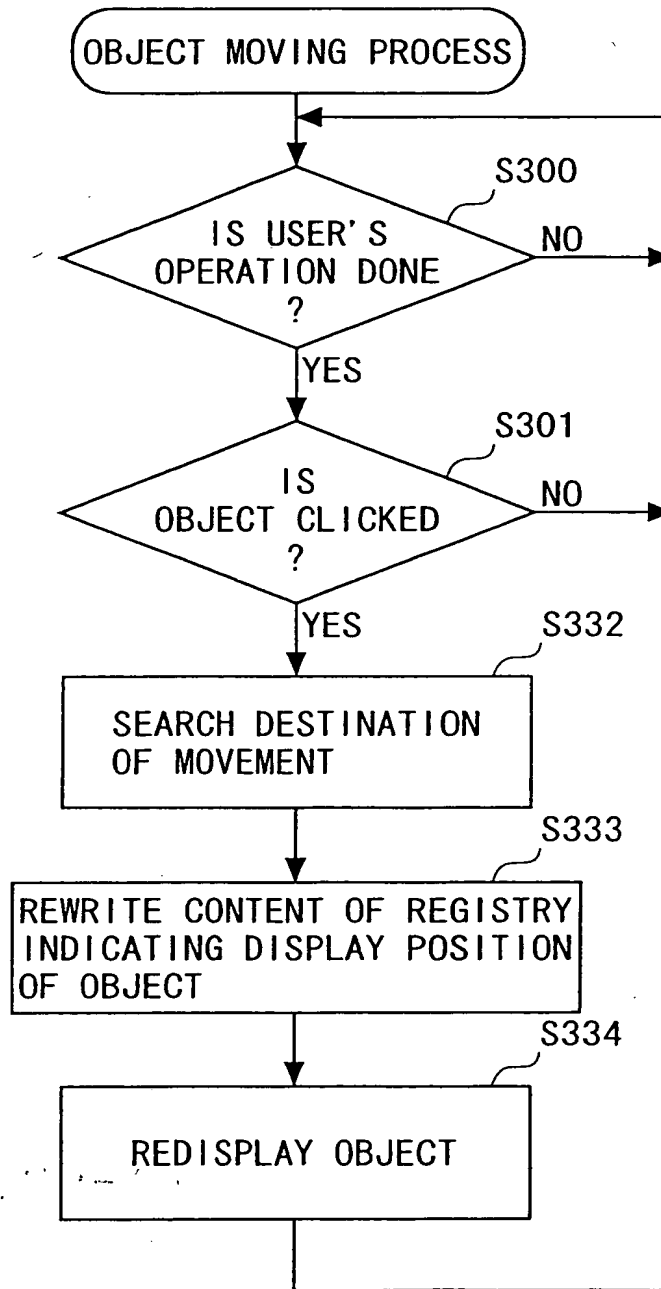 OBJECT MOVING PROCESS
S300
IS USER'S
OPERATION DONE
?
NO
YES
S301
IS
OBJECT CLICKED
?
NO
YES
S332
SEARCH DESTINATION
OF MOVEMENT
S333
REWRITE CONTENT OF REGISTRY
INDICATING DISPLAY POSITION
OF OBJECT
S334
REDISPLAY OBJECT